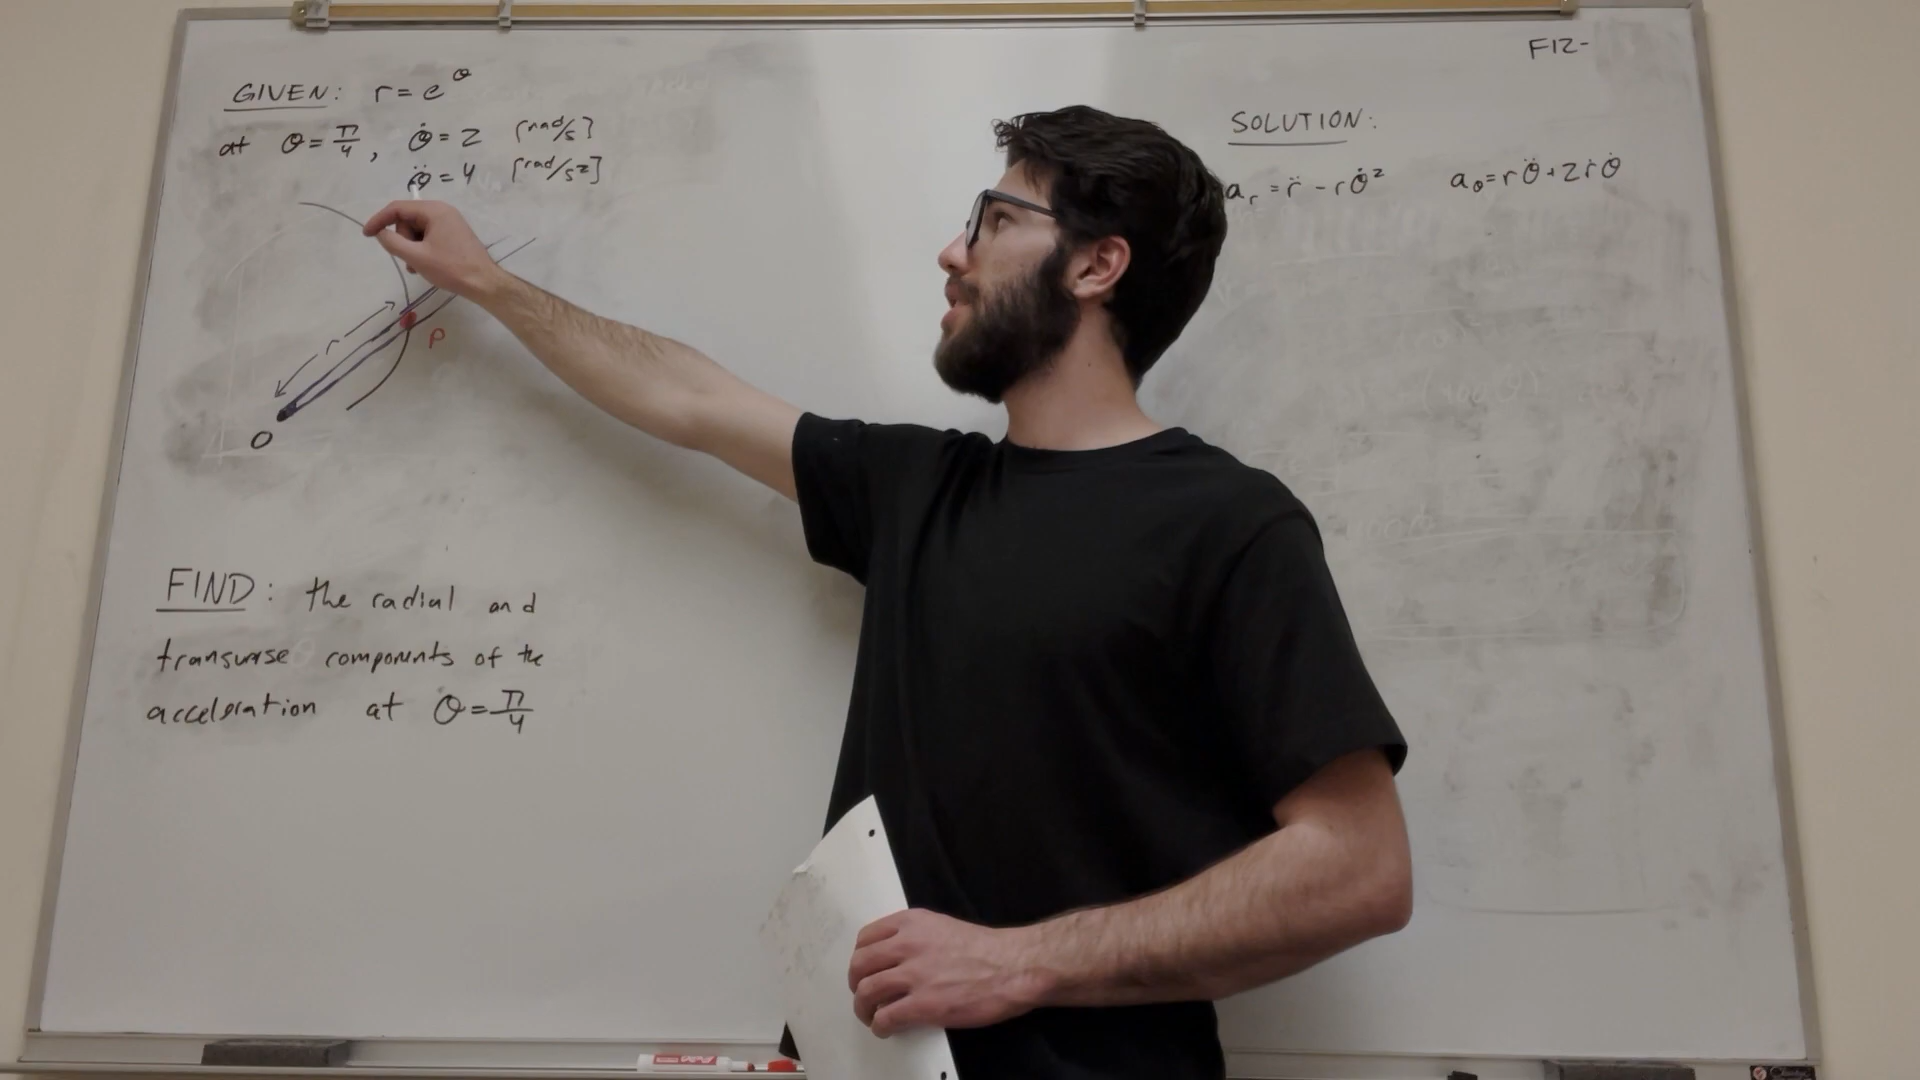 GIVEN: r = e^θ
at θ = π/4, θ̇ = 2 [rad/s]
θ̈ = 4 [rad/s²]
r
P
O
FIND: the radial and
transverse components of the
acceleration at θ = π/4
F12-
SOLUTION:
a_r = r̈ - rθ̇² a_θ = rθ̈ + 2ṙθ̇